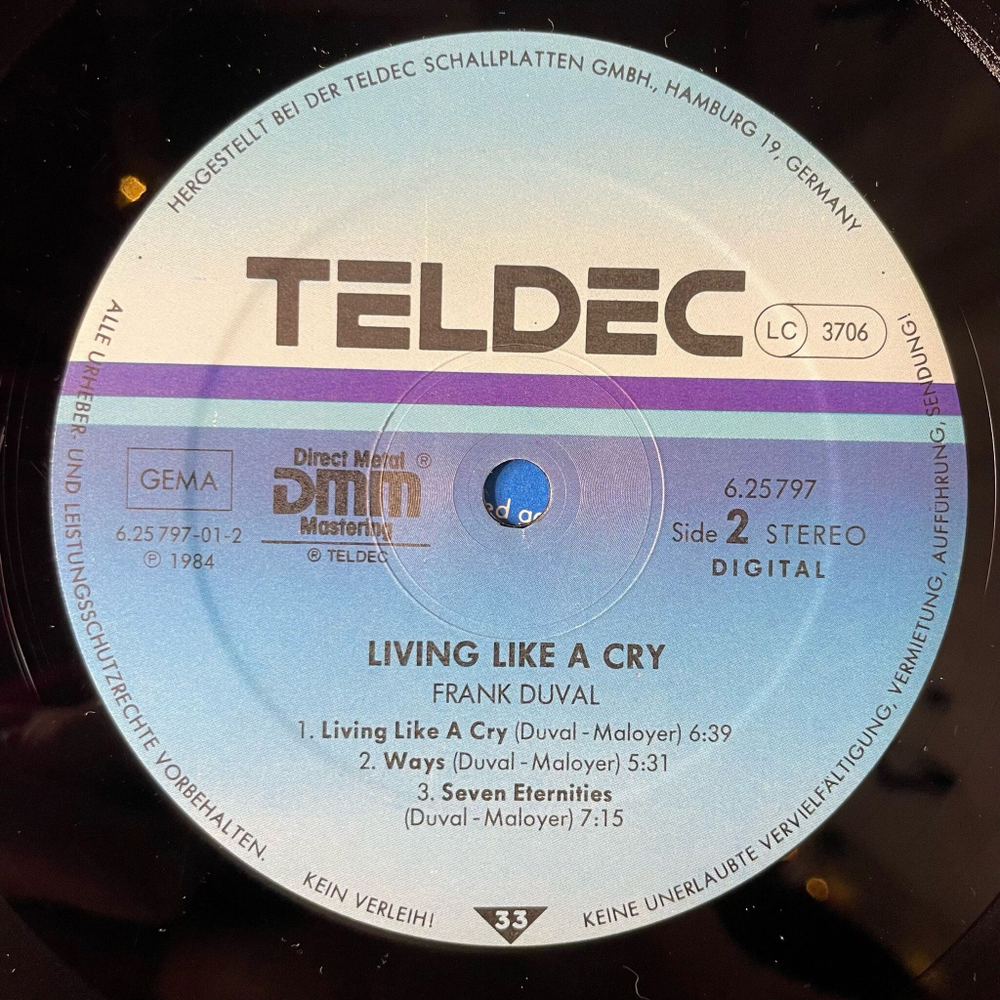 HERGESTELLT BEI DER TELDEC SCHALLPLATTEN GMBH., HAMBURG 19, GERMANY
TELDEC
LC 3706
GEMA
6.25797-01-2
℗ 1984
Direct Metal ®
DMM
Mastering
® TELDEC
ed
6.25797
Side 2 STEREO
DIGITAL
LIVING LIKE A CRY
FRANK DUVAL
1. Living Like A Cry (Duval-Maloyer) 6:39
2. Ways (Duval-Maloyer) 5:31
3. Seven Eternities
(Duval-Maloyer) 7:15
ALLE URHEBER- UND LEISTUNGSSCHUTZRECHTE VORBEHALTEN.
KEIN VERLEIH!
33
KEINE UNERLAUBTE VERVIELFÄLTIGUNG, VERMIETUNG, AUFFÜHRUNG, SENDUNG!